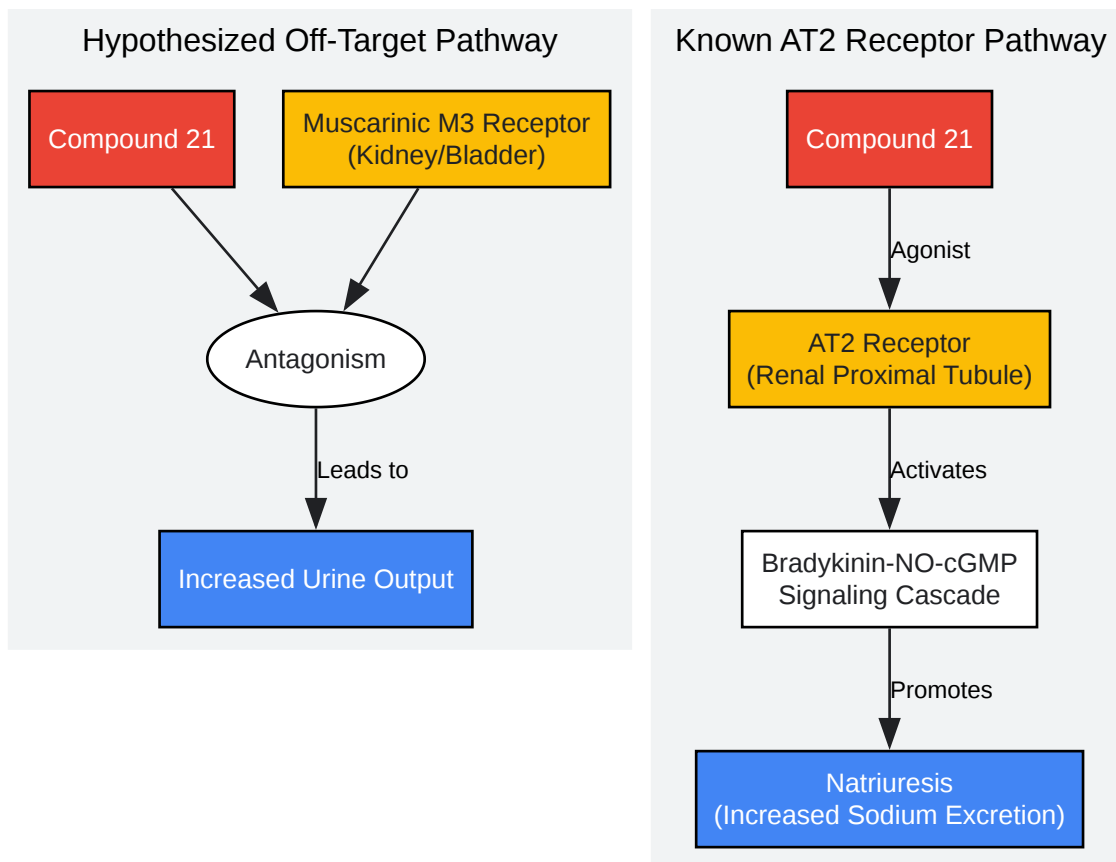 Hypothesized Off-Target Pathway
Compound 21
Muscarinic M3 Receptor
(Kidney/Bladder)
Antagonism
Leads to
Increased Urine Output
Known AT2 Receptor Pathway
Compound 21
Agonist
AT2 Receptor
(Renal Proximal Tubule)
Activates
Bradykinin-NO-cGMP
Signaling Cascade
Promotes
Natriuresis
(Increased Sodium Excretion)